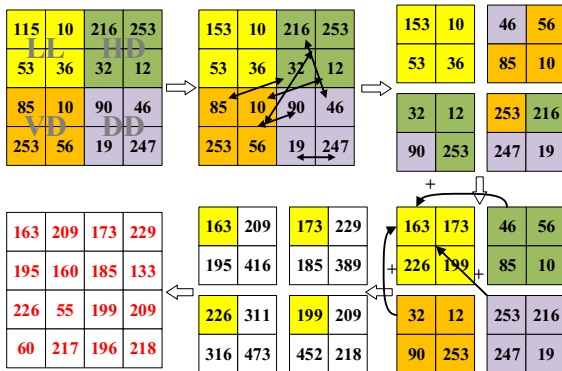 115 10 216 253
LL HD
53 36 32 12
85 10 90 46
VD DD
253 56 19 247
153 10 216 253
53 36 32 12
85 10 90 46
253 56 19 247
153 10 46 56
53 36 85 10
32 12 253 216
90 253 247 19
163 209 173 229
195 160 185 133
226 55 199 209
60 217 196 218
163 209 173 229
195 416 185 389
226 311 199 209
316 473 452 218
+
163 173 46 56
226 199 85 10
+ +
32 12 253 216
90 253 247 19